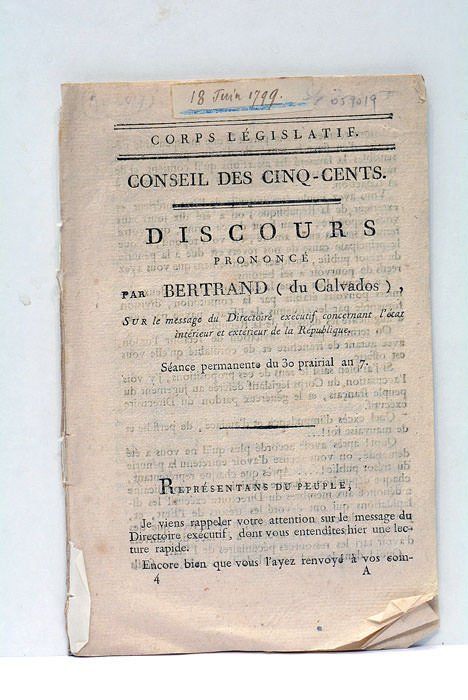 18 Juin 1799.
059019
CORPS LÉGISLATIF.
CONSEIL DES CINQ-CENTS.
DISCOURS
PRONONCÉ
PAR BERTRAND ( du Calvados ) ,
SUR le message du Directoire exécutif concernant l'état
intérieur et extérieur de la République.
Séance permanente du 30 prairial an 7.
REPRÉSENTANS DU PEUPLE,
Je viens rappeler votre attention sur le message du
Directoire exécutif, dont vous entendîtes hier une lec-
ture rapide.
Encore bien que vous l'ayez renvoyé à vos com-
4 A